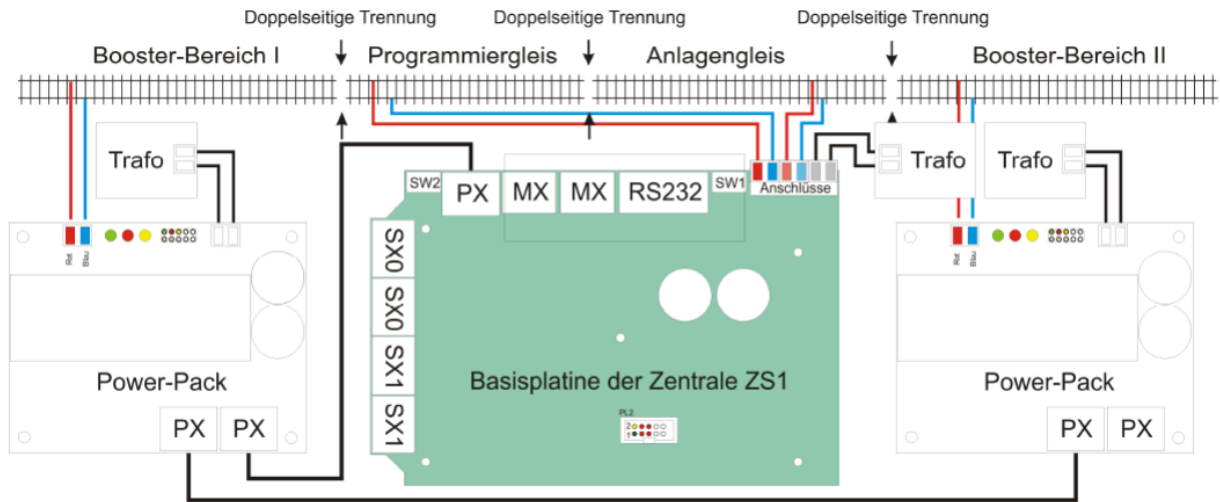 Doppelseitige Trennung
Doppelseitige Trennung
Doppelseitige Trennung
Booster-Bereich I
Programmiergleis
Anlagengleis
Booster-Bereich II
Trafo
Trafo
Trafo
SW2
PX
MX
MX
RS232
SW1
Anschlüsse
Rot
Blau
Rot
Blau
SX0
SX0
SX1
SX1
Power-Pack
Basisplatine der Zentrale ZS1
Power-Pack
PL2
2
1
PX
PX
PX
PX